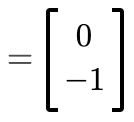 = [ 0
-1 ]